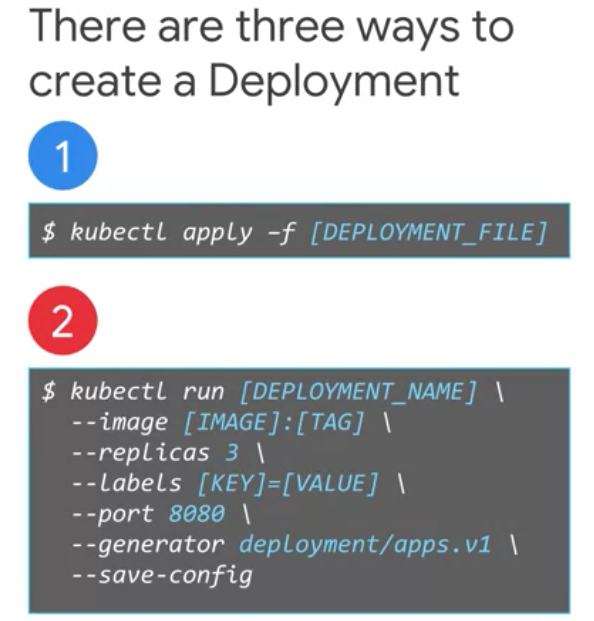 There are three ways to
create a Deployment
1
$ kubectl apply -f [DEPLOYMENT_FILE]
2
$ kubectl run [DEPLOYMENT_NAME] \
--image [IMAGE]:[TAG] \
--replicas 3 \
--labels [KEY]=[VALUE] \
--port 8080 \
--generator deployment/apps.v1 \
--save-config